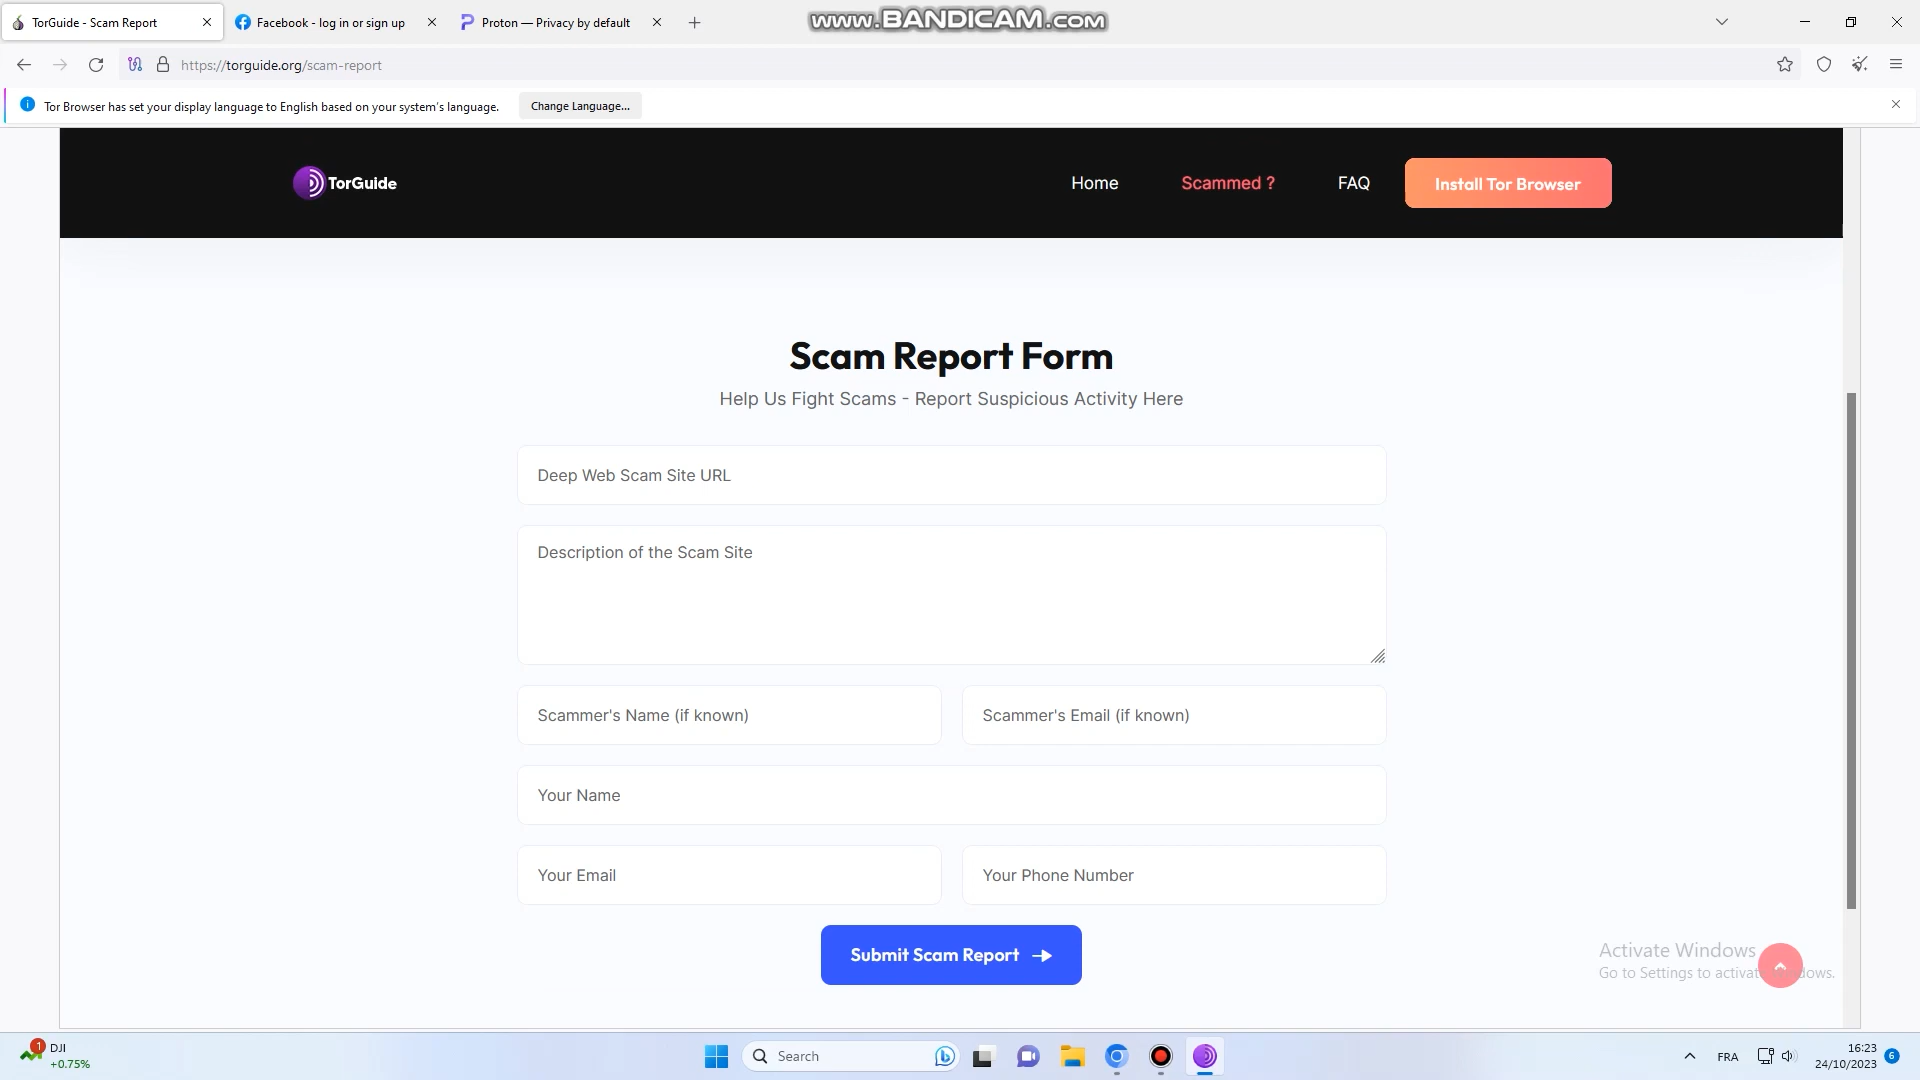 TorGuide - Scam Report
Facebook - log in or sign up
Proton — Privacy by default
www.BANDICAM.com
https://torguide.org/scam-report
Tor Browser has set your display language to English based on your system's language.
Change Language...
TorGuide
Home
Scammed ?
FAQ
Install Tor Browser
Scam Report Form
Help Us Fight Scams - Report Suspicious Activity Here
Deep Web Scam Site URL
Description of the Scam Site
Scammer's Name (if known)
Scammer's Email (if known)
Your Name
Your Email
Your Phone Number
Submit Scam Report
Activate Windows
Go to Settings to activate Windows.
1
DJI
+0.75%
Search
FRA
16:23
24/10/2023
6